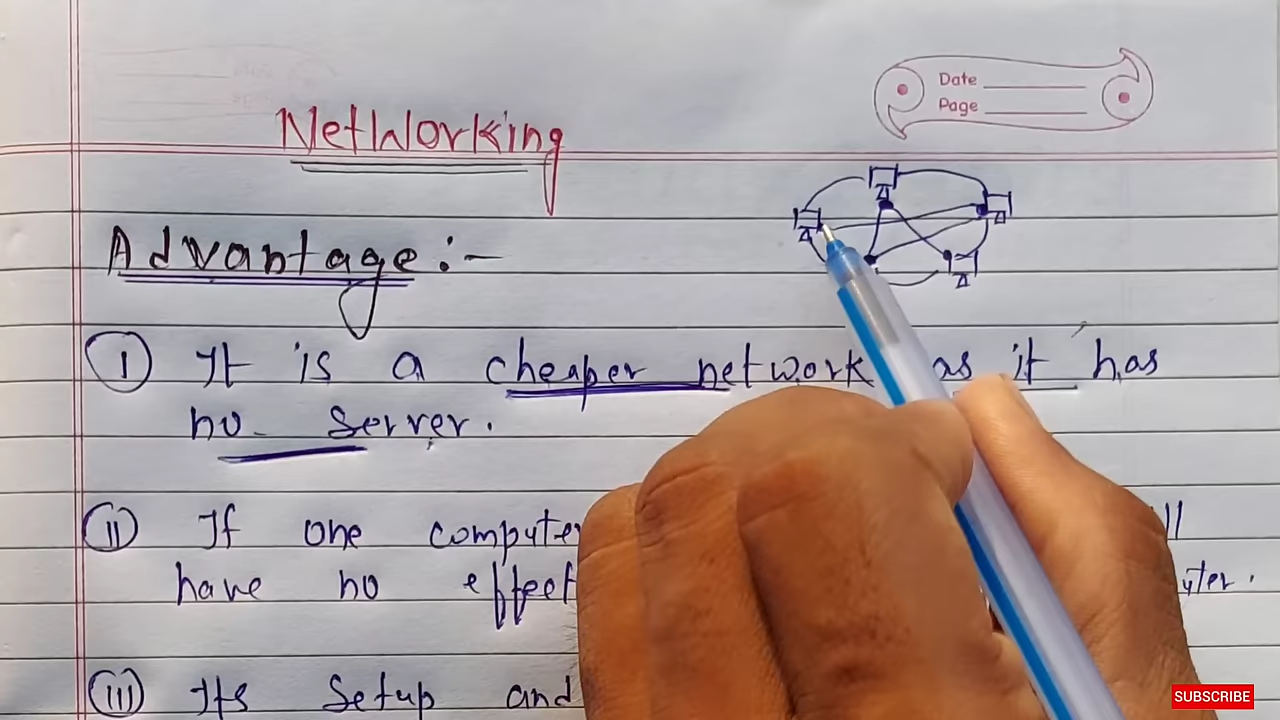 Date
Page
NetWorking
Advantage:-
(i) It is a cheaper network as it has
no server.
(ii) If one computer
have no effect
(iii) Its Setup and
SUBSCRIBE